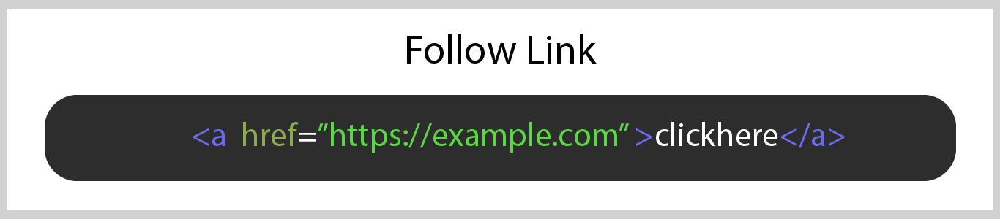 Follow Link
<a href=”https://example.com” >clickhere</a>